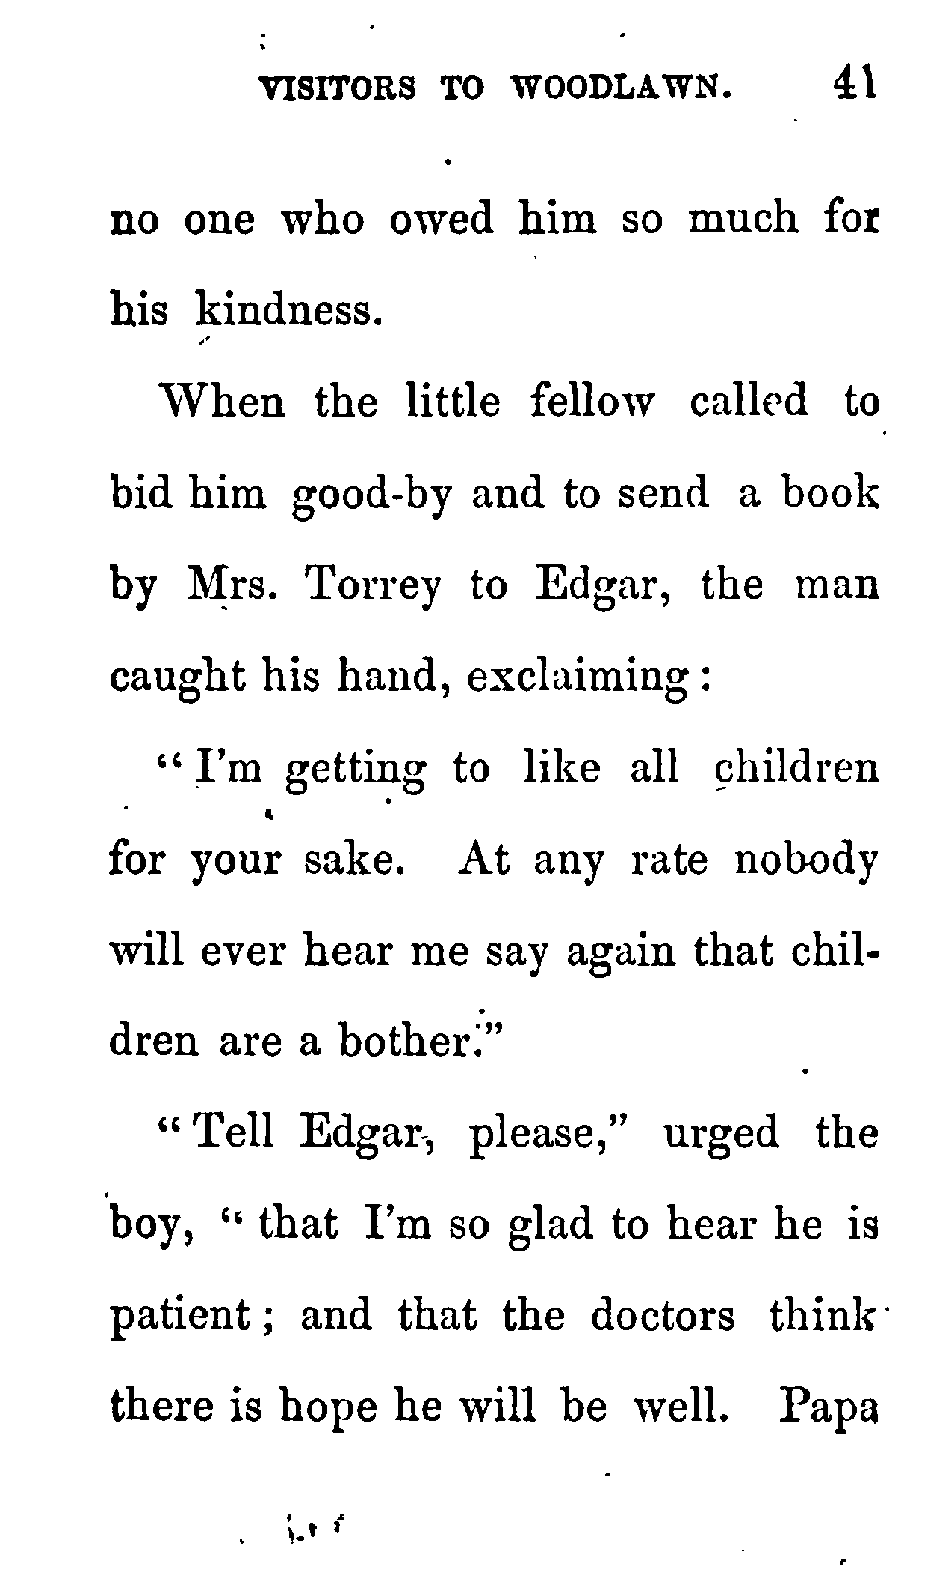 VISITORS TO WOODLAWN. 41
no one who owed him so much for
his kindness.
When the little fellow called to
bid him good-by and to send a book
by Mrs. Torrey to Edgar, the man
caught his hand, exclaiming:
"I'm getting to like all children
for your sake. At any rate nobody
will ever hear me say again that chil-
dren are a bother."
"Tell Edgar, please," urged the
boy, "that I'm so glad to hear he is
patient; and that the doctors think
there is hope he will be well. Papa